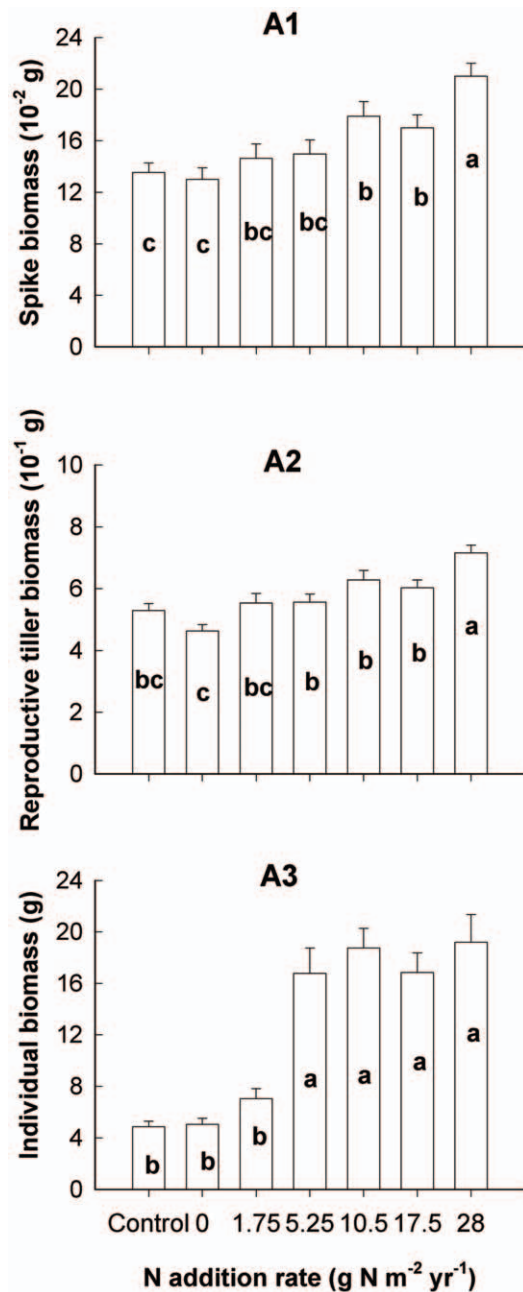 A1
Spike biomass (10⁻² g)
24
20
16
12
8
4
0
c c bc bc b b a
A2
Reproductive tiller biomass (10⁻¹ g)
10
8
6
4
2
0
bc c bc b b b a
A3
Individual biomass (g)
24
20
16
12
8
4
0
b b b a a a a
Control 0 1.75 5.25 10.5 17.5 28
N addition rate (g N m⁻² yr⁻¹)